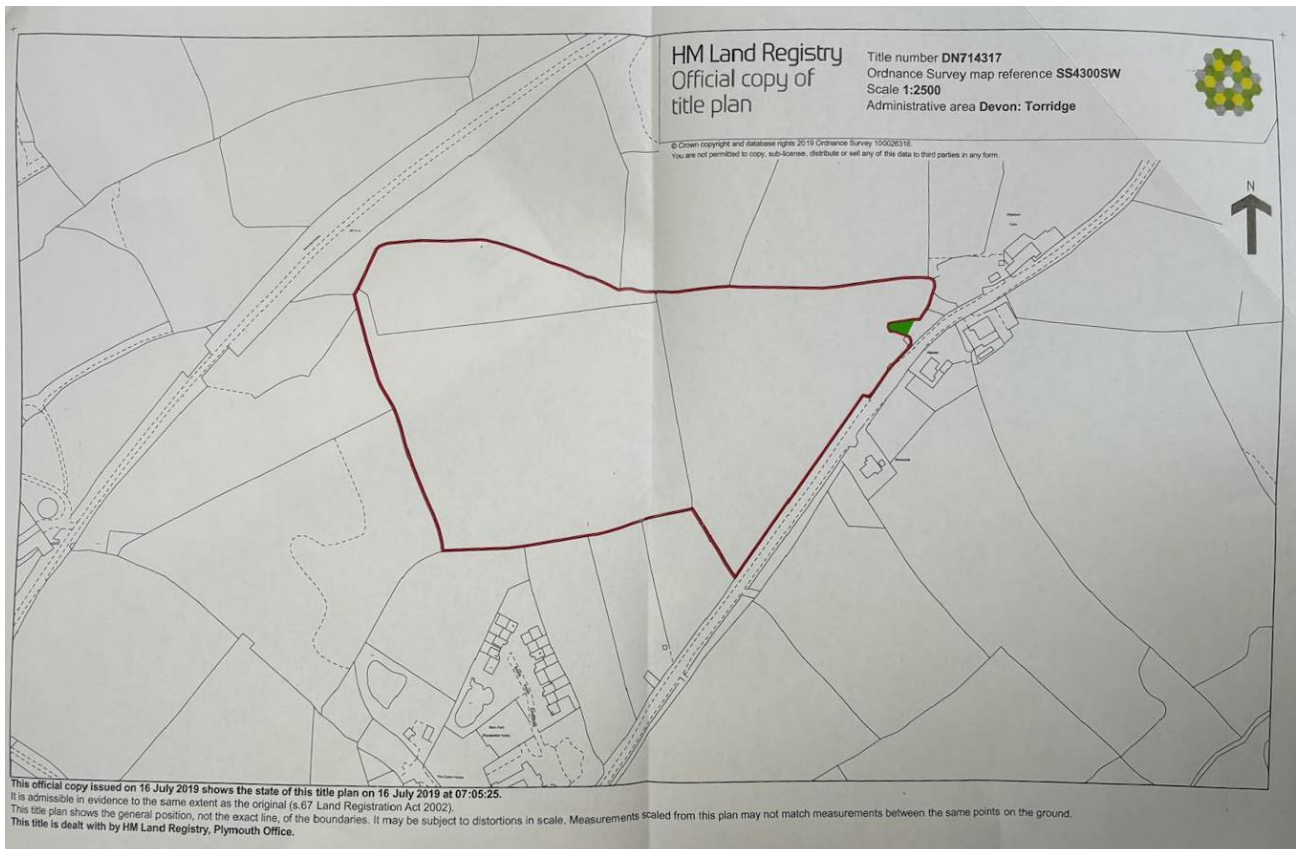 HM Land Registry
Official copy of
title plan
Title number DN714317
Ordnance Survey map reference SS4300SW
Scale 1:2500
Administrative area Devon: Torridge
© Crown copyright and database rights 2019 Ordnance Survey 100026316.
You are not permitted to copy, sub-license, distribute or sell any of this data to third parties in any form.
N
This official copy issued on 16 July 2019 shows the state of this title plan on 16 July 2019 at 07:05:25.
It is admissible in evidence to the same extent as the original (s.67 Land Registration Act 2002).
This title plan shows the general position, not the exact line, of the boundaries. It may be subject to distortions in scale. Measurements scaled from this plan may not match measurements between the same points on the ground.
This title is dealt with by HM Land Registry, Plymouth Office.